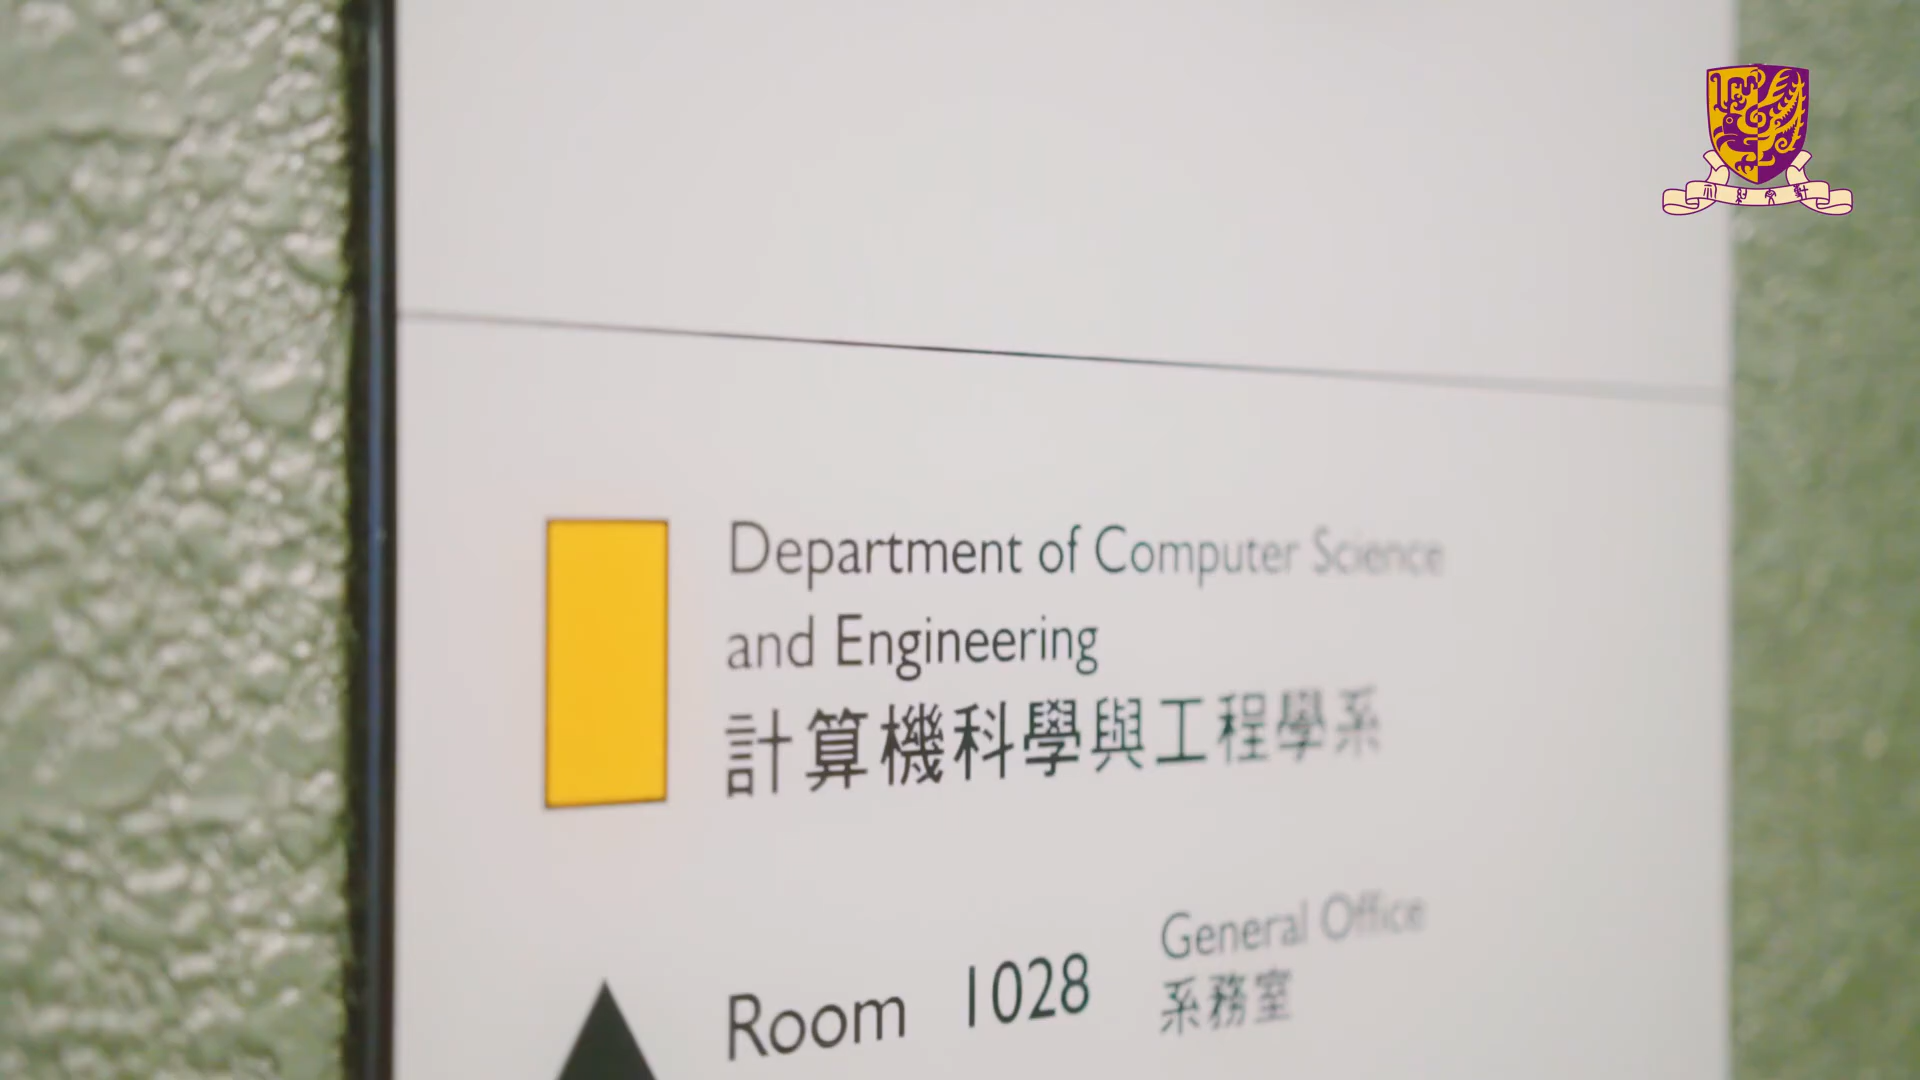 Department of Computer Science
and Engineering
計算機科學與工程學系
Room 1028
General Office
系務室